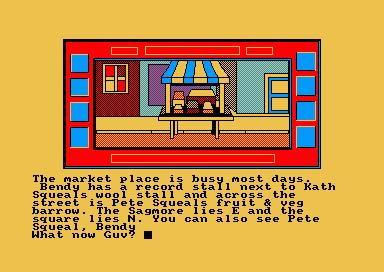 The market place is busy most days.
Bendy has a record stall next to Kath
Squeals wool stall and across the
street is Pete Squeals fruit & veg
barrow. The Sagmore lies E and the
square lies N. You can also see Pete
Squeal, Bendy
What now Guv?